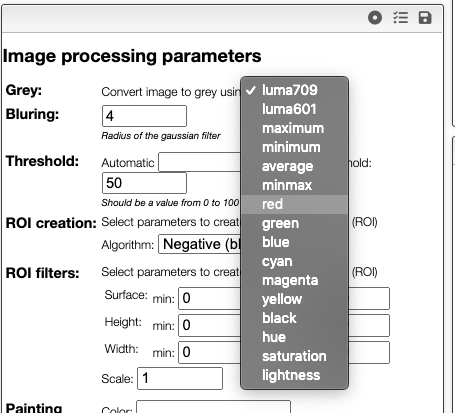 Image processing parameters
Grey: Convert image to grey usin
✓ luma709
luma601
maximum
minimum
average
minmax
red
green
blue
cyan
magenta
yellow
black
hue
saturation
lightness
Bluring: 4
Radius of the gaussian filter
Threshold: Automatic hold:
50
Should be a value from 0 to 100
ROI creation: Select parameters to creat (ROI)
Algorithm: Negative (bl
ROI filters: Select parameters to creat (ROI)
Surface: min: 0
Height: min: 0
Width: min: 0
Scale: 1
Painting Color: